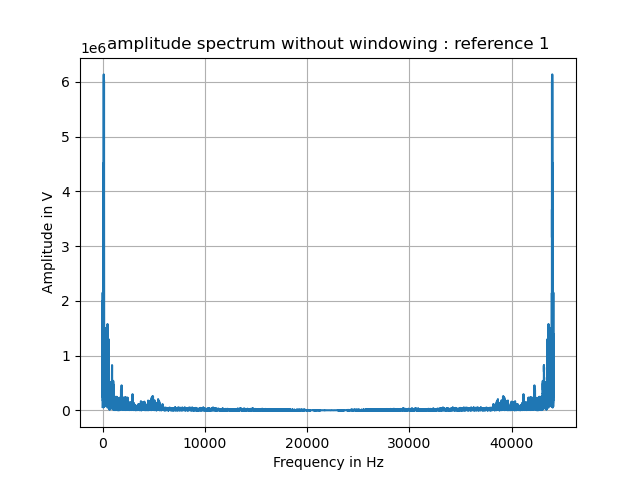 amplitude spectrum without windowing : reference 1
1e6
6
5
4
3
2
1
0
Amplitude in V
0 10000 20000 30000 40000
Frequency in Hz